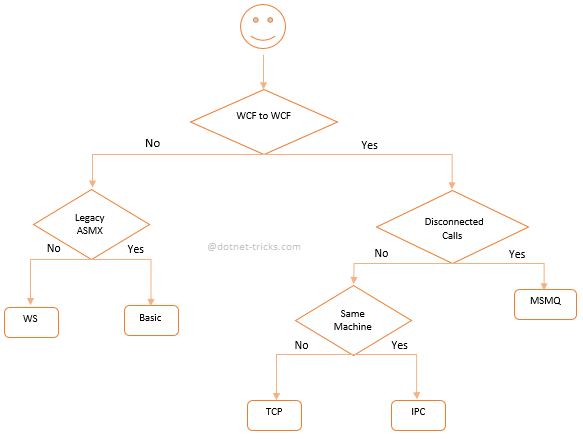 WCF to WCF
No
Yes
Legacy
ASMX
Disconnected
Calls
@dotnet-tricks.com
No
Yes
No
Yes
WS
Basic
Same
Machine
MSMQ
No
Yes
TCP
IPC